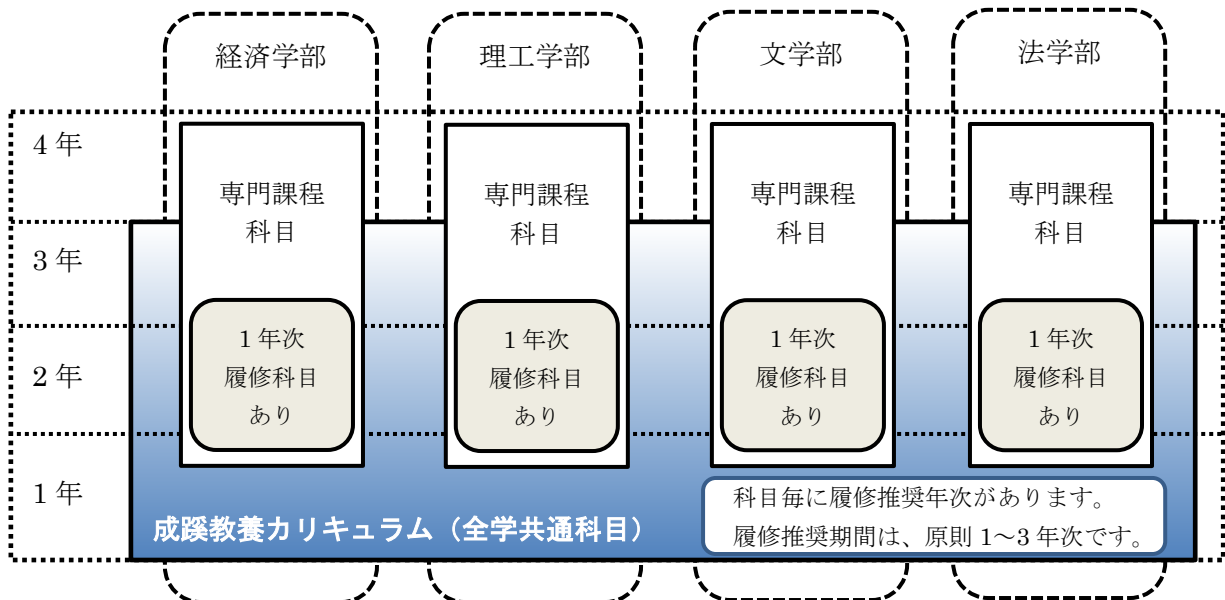 経済学部
理工学部
文学部
法学部
4年
専門課程
科目
専門課程
科目
専門課程
科目
専門課程
科目
3年
1年次
履修科目
あり
1年次
履修科目
あり
1年次
履修科目
あり
1年次
履修科目
あり
2年
1年
成蹊教養カリキュラム（全学共通科目）
科目毎に履修推奨年次があります。
履修推奨期間は、原則1～3年次です。